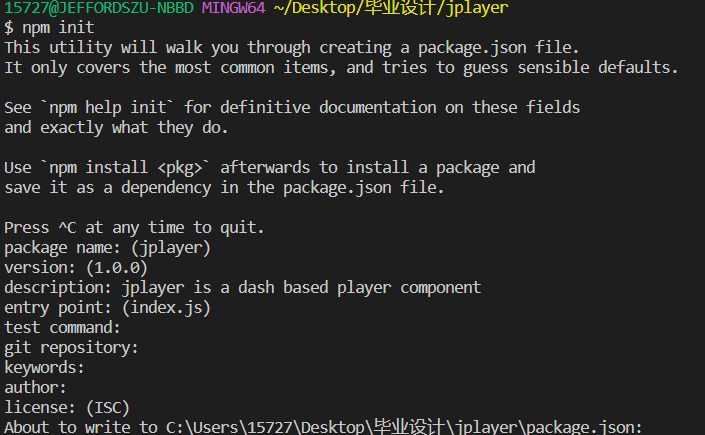 15727@JEFFORDSZU-NBBD MINGW64 ~/Desktop/毕业设计/jplayer
$ npm init
This utility will walk you through creating a package.json file.
It only covers the most common items, and tries to guess sensible defaults.
See `npm help init` for definitive documentation on these fields
and exactly what they do.
Use `npm install <pkg>` afterwards to install a package and
save it as a dependency in the package.json file.
Press ^C at any time to quit.
package name: (jplayer)
version: (1.0.0)
description: jplayer is a dash based player component
entry point: (index.js)
test command:
git repository:
keywords:
author:
license: (ISC)
About to write to C:\Users\15727\Desktop\毕业设计\jplayer\package.json: